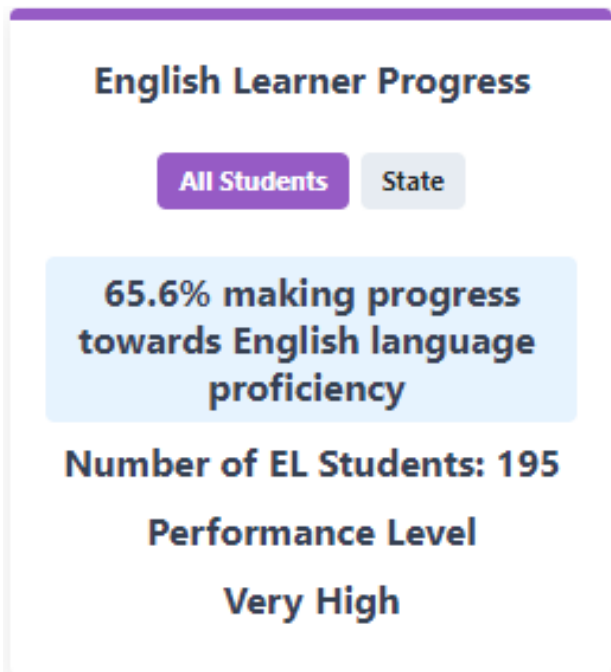 English Learner Progress
All Students
State
65.6% making progress
towards English language
proficiency
Number of EL Students: 195
Performance Level
Very High